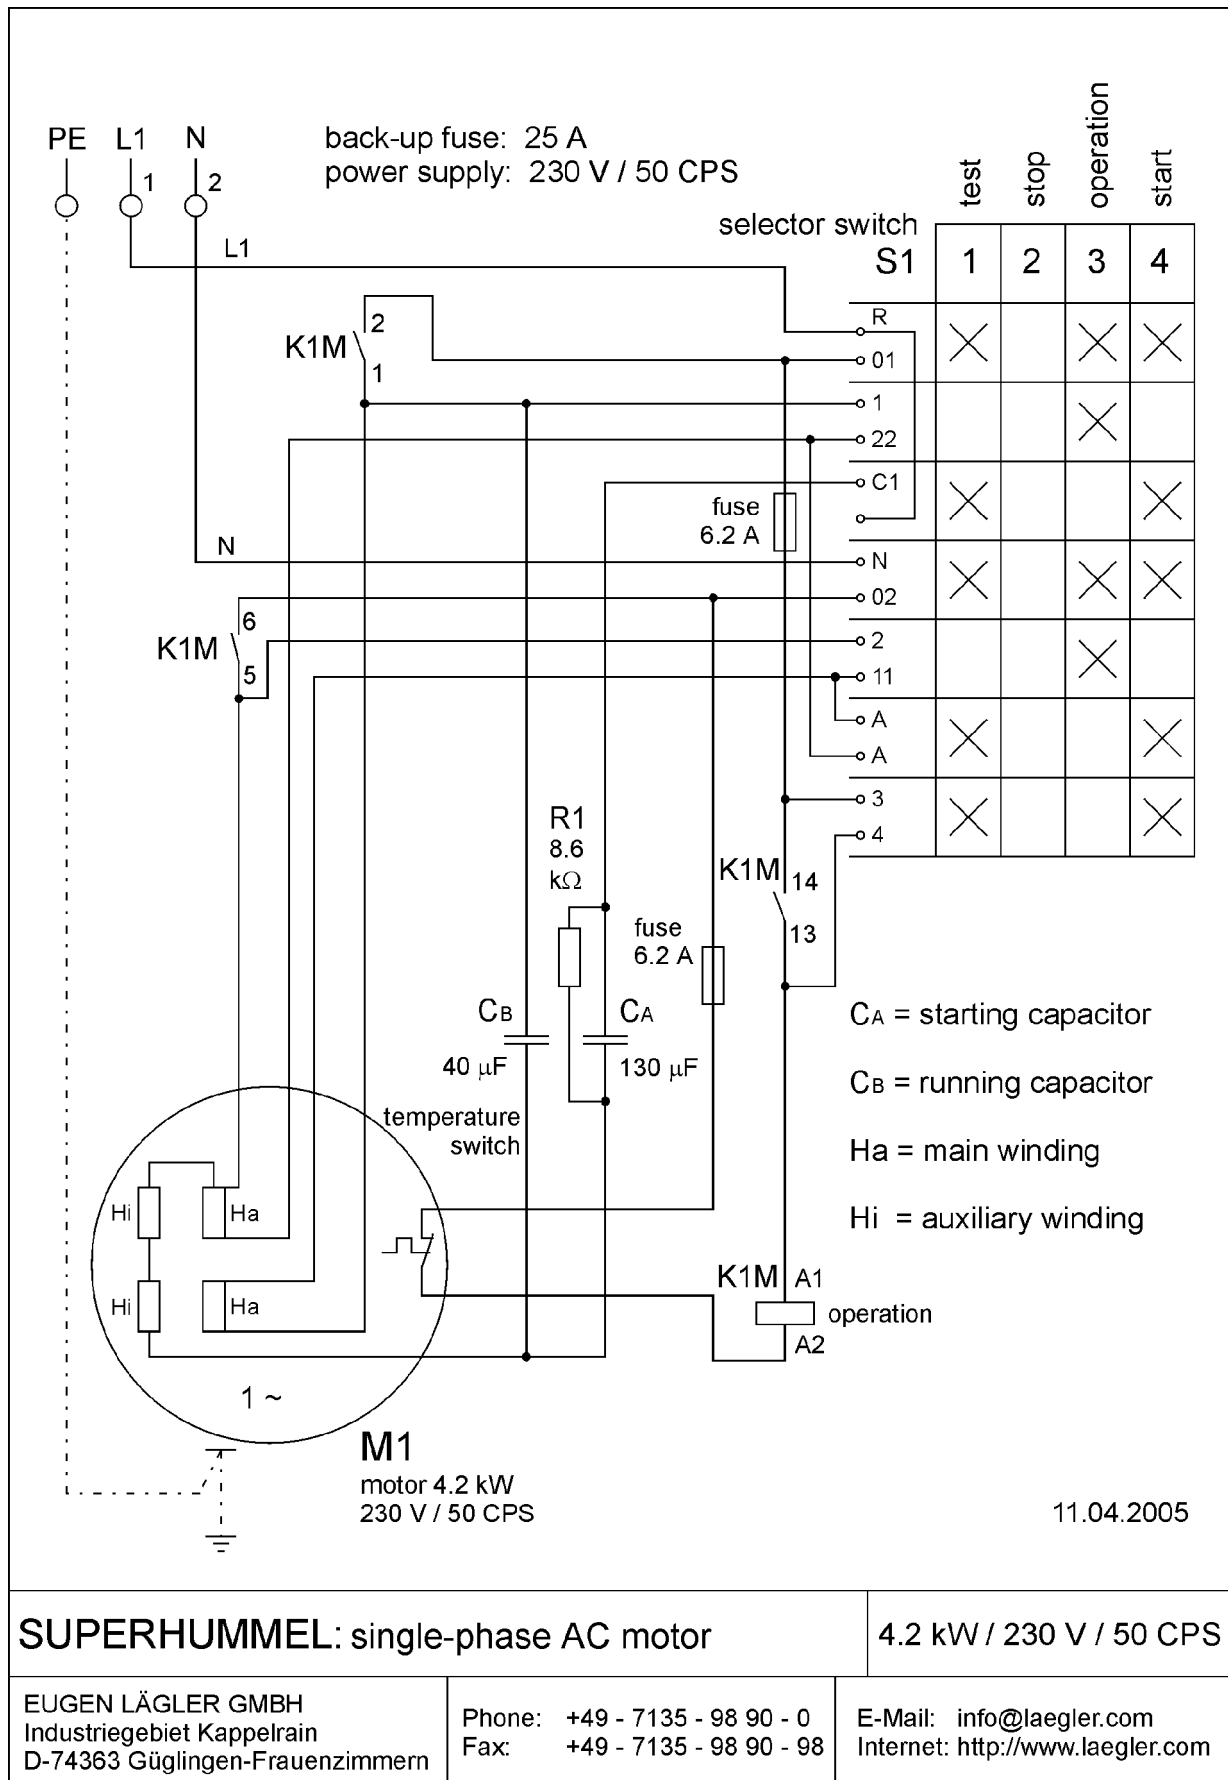 PE L1 N
back-up fuse: 25 A
power supply: 230 V / 50 CPS
1
2
test
stop
operation
start
selector switch
S1 1 2 3 4
L1
R
01
K1M
2
1
1
22
C1
fuse
6.2 A
N
N
02
K1M
6
5
2
11
A
A
3
4
R1
8.6
kΩ
K1M
14
13
fuse
6.2 A
CB
40 µF
CA
130 µF
CA = starting capacitor
CB = running capacitor
Ha = main winding
Hi = auxiliary winding
temperature
switch
Hi
Ha
Hi
Ha
K1M
A1
A2
operation
1 ~
M1
motor 4.2 kW
230 V / 50 CPS
11.04.2005
SUPERHUMMEL: single-phase AC motor
4.2 kW / 230 V / 50 CPS
EUGEN LÄGLER GMBH
Industriegebiet Kappelrain
D-74363 Güglingen-Frauenzimmern
Phone: +49 - 7135 - 98 90 - 0
Fax: +49 - 7135 - 98 90 - 98
E-Mail: info@laegler.com
Internet: http://www.laegler.com